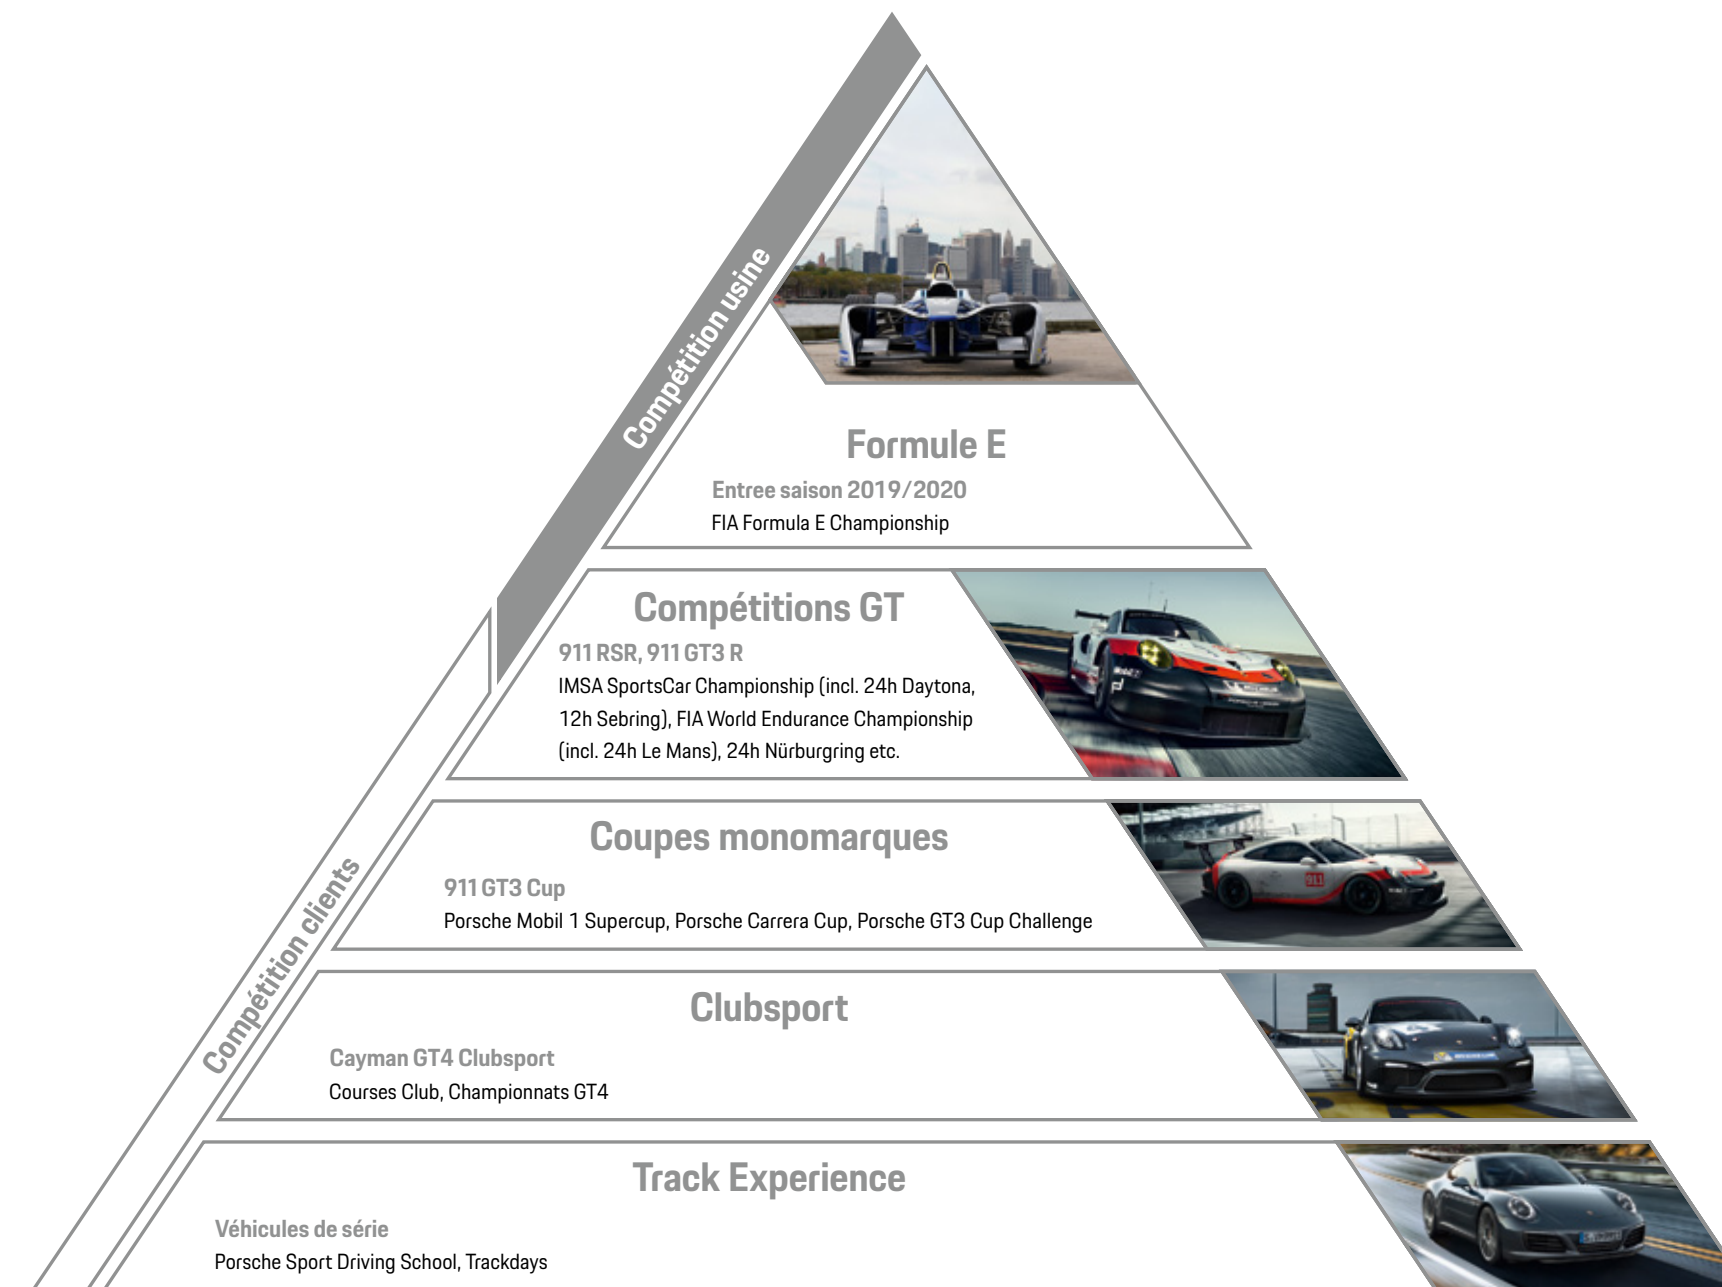 Compétition usine
Formule E
Entree saison 2019/2020
FIA Formula E Championship
Compétitions GT
911 RSR, 911 GT3 R
IMSA SportsCar Championship (incl. 24h Daytona,
12h Sebring), FIA World Endurance Championship
(incl. 24h Le Mans), 24h Nürburgring etc.
Compétition clients
Coupes monomarques
911 GT3 Cup
Porsche Mobil 1 Supercup, Porsche Carrera Cup, Porsche GT3 Cup Challenge
911
Clubsport
Cayman GT4 Clubsport
Courses Club, Championnats GT4
Track Experience
Véhicules de série
Porsche Sport Driving School, Trackdays